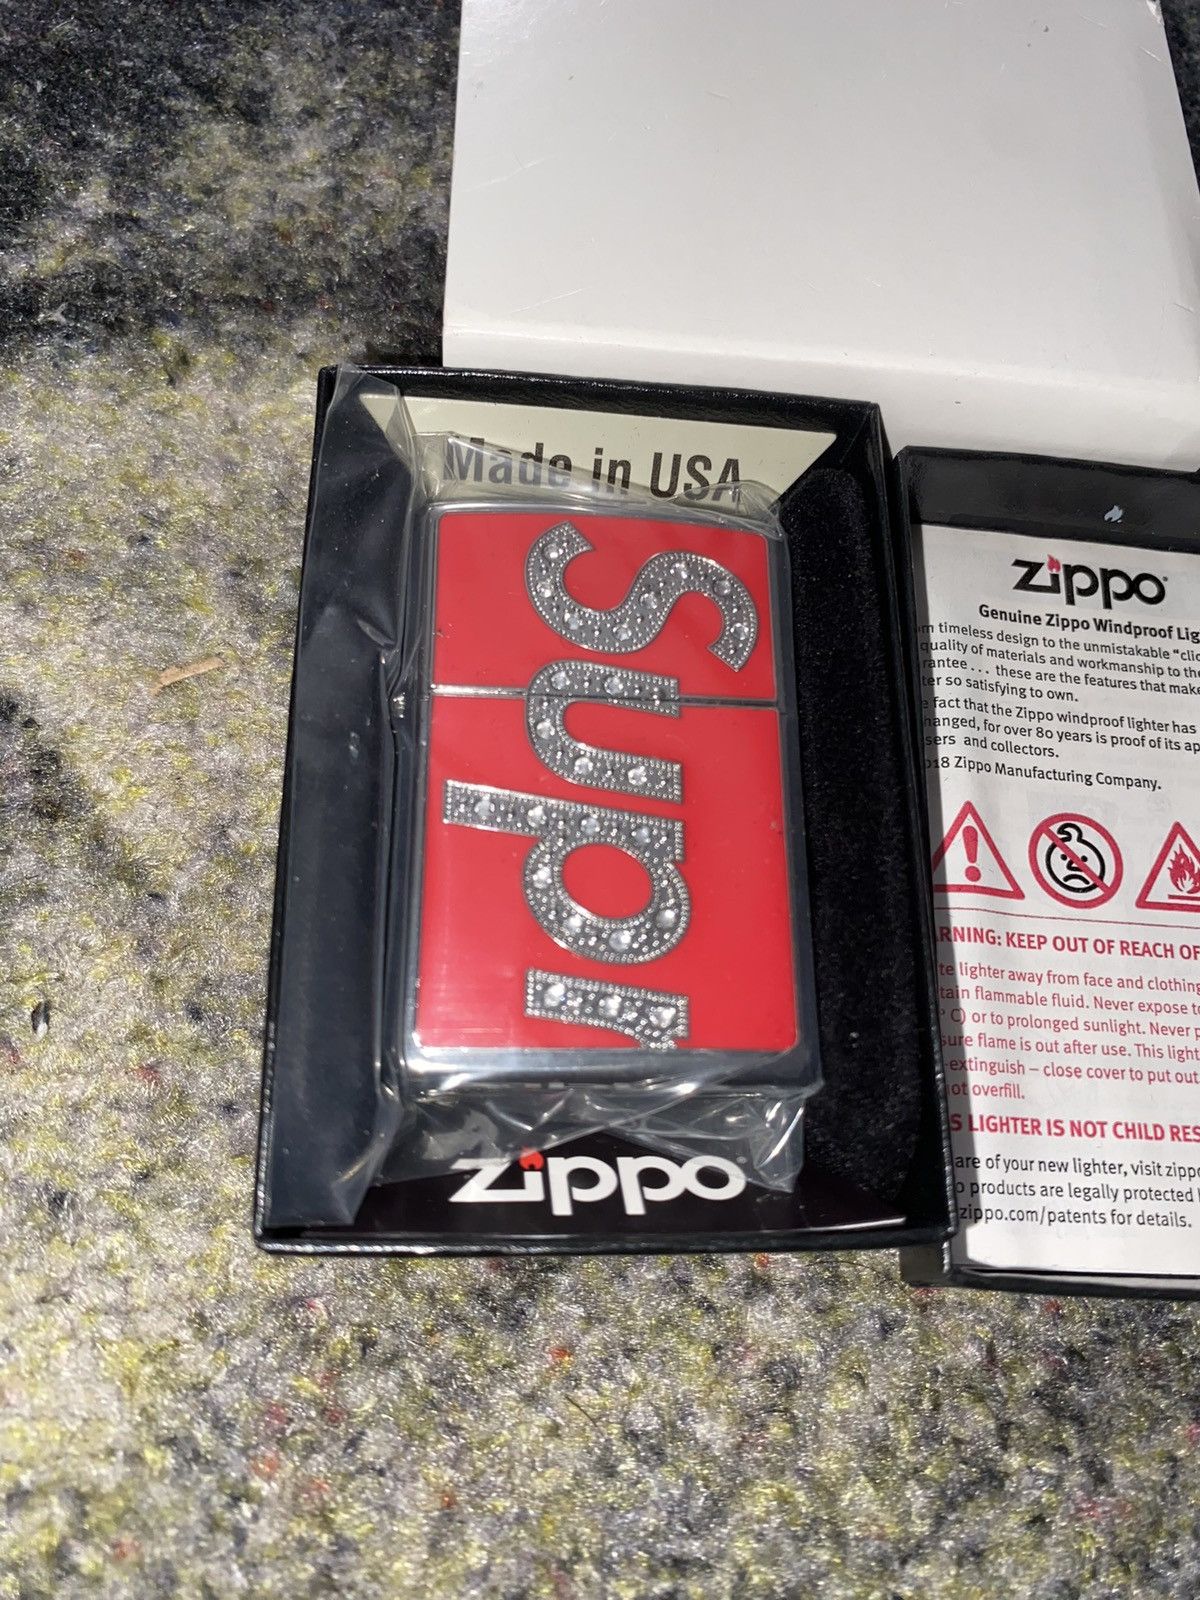 Made in USA
Supr
zippo
zippo
Genuine Zippo Windproof Lig
m timeless design to the unmistakable "clic
quality of materials and workmanship to the
rantee . . . these are the features that make
ter so satisfying to own.
fact that the Zippo windproof lighter has
hanged, for over 80 years is proof of its ap
sers and collectors.
018 Zippo Manufacturing Company.
RNING: KEEP OUT OF REACH OF
te lighter away from face and clothing
tain flammable fluid. Never expose to
° C) or to prolonged sunlight. Never p
sure flame is out after use. This light
-extinguish – close cover to put out
ot overfill.
S LIGHTER IS NOT CHILD RES
are of your new lighter, visit zippo
o products are legally protected
zippo.com/patents for details.